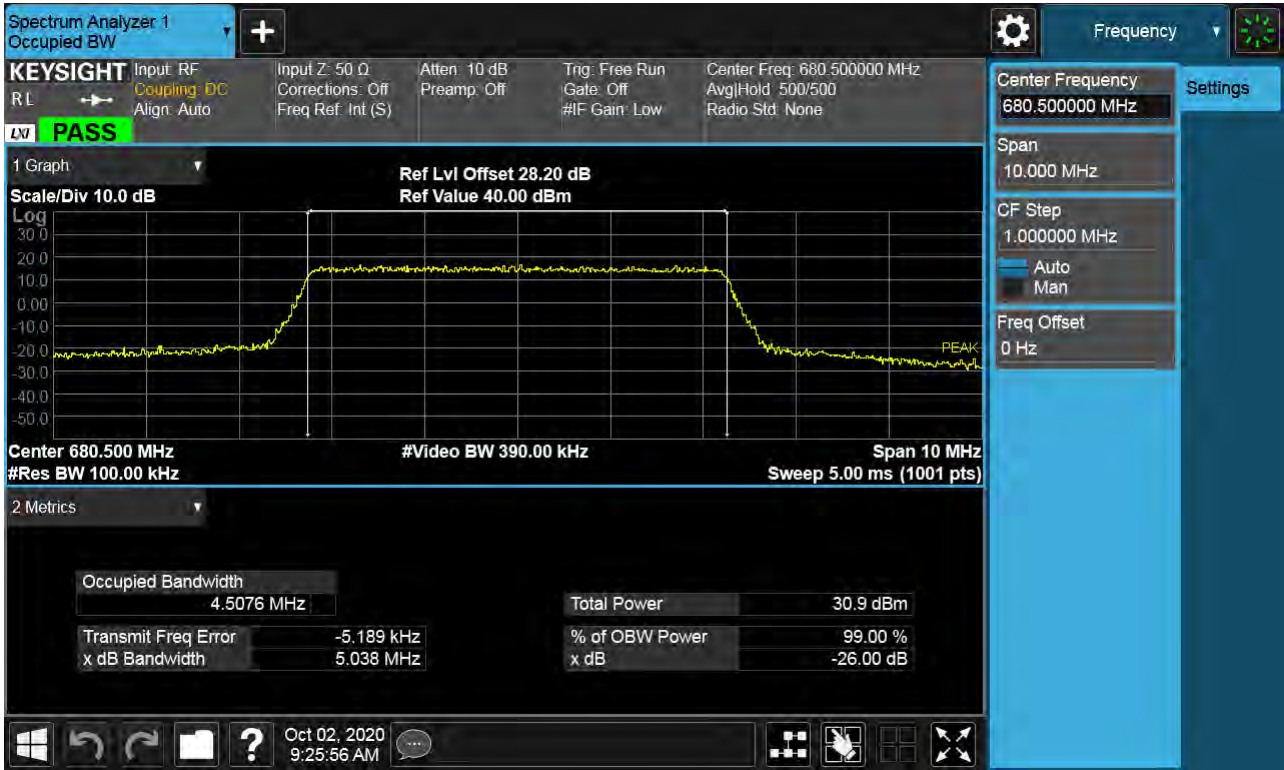 Spectrum Analyzer 1
Occupied BW
Frequency
KEYSIGHT
Input: RF
Coupling: DC
Align: Auto
Input Z: 50 Ω
Corrections: Off
Freq Ref: Int (S)
Atten: 10 dB
Preamp: Off
Trig: Free Run
Gate: Off
#IF Gain: Low
Center Freq: 680.500000 MHz
Avg|Hold: 500/500
Radio Std: None
RL
LXI
PASS
Center Frequency
680.500000 MHz
Settings
Span
10.000 MHz
CF Step
1.000000 MHz
Auto
Man
Freq Offset
0 Hz
1 Graph
Scale/Div 10.0 dB
Ref Lvl Offset 28.20 dB
Ref Value 40.00 dBm
Log
30.0
20.0
10.0
0.00
-10.0
-20.0
-30.0
-40.0
-50.0
PEAK
Center 680.500 MHz
#Video BW 390.00 kHz
Span 10 MHz
#Res BW 100.00 kHz
Sweep 5.00 ms (1001 pts)
2 Metrics
Occupied Bandwidth
4.5076 MHz
Total Power 30.9 dBm
Transmit Freq Error -5.189 kHz
% of OBW Power 99.00 %
x dB Bandwidth 5.038 MHz
x dB -26.00 dB
?
Oct 02, 2020
9:25:56 AM